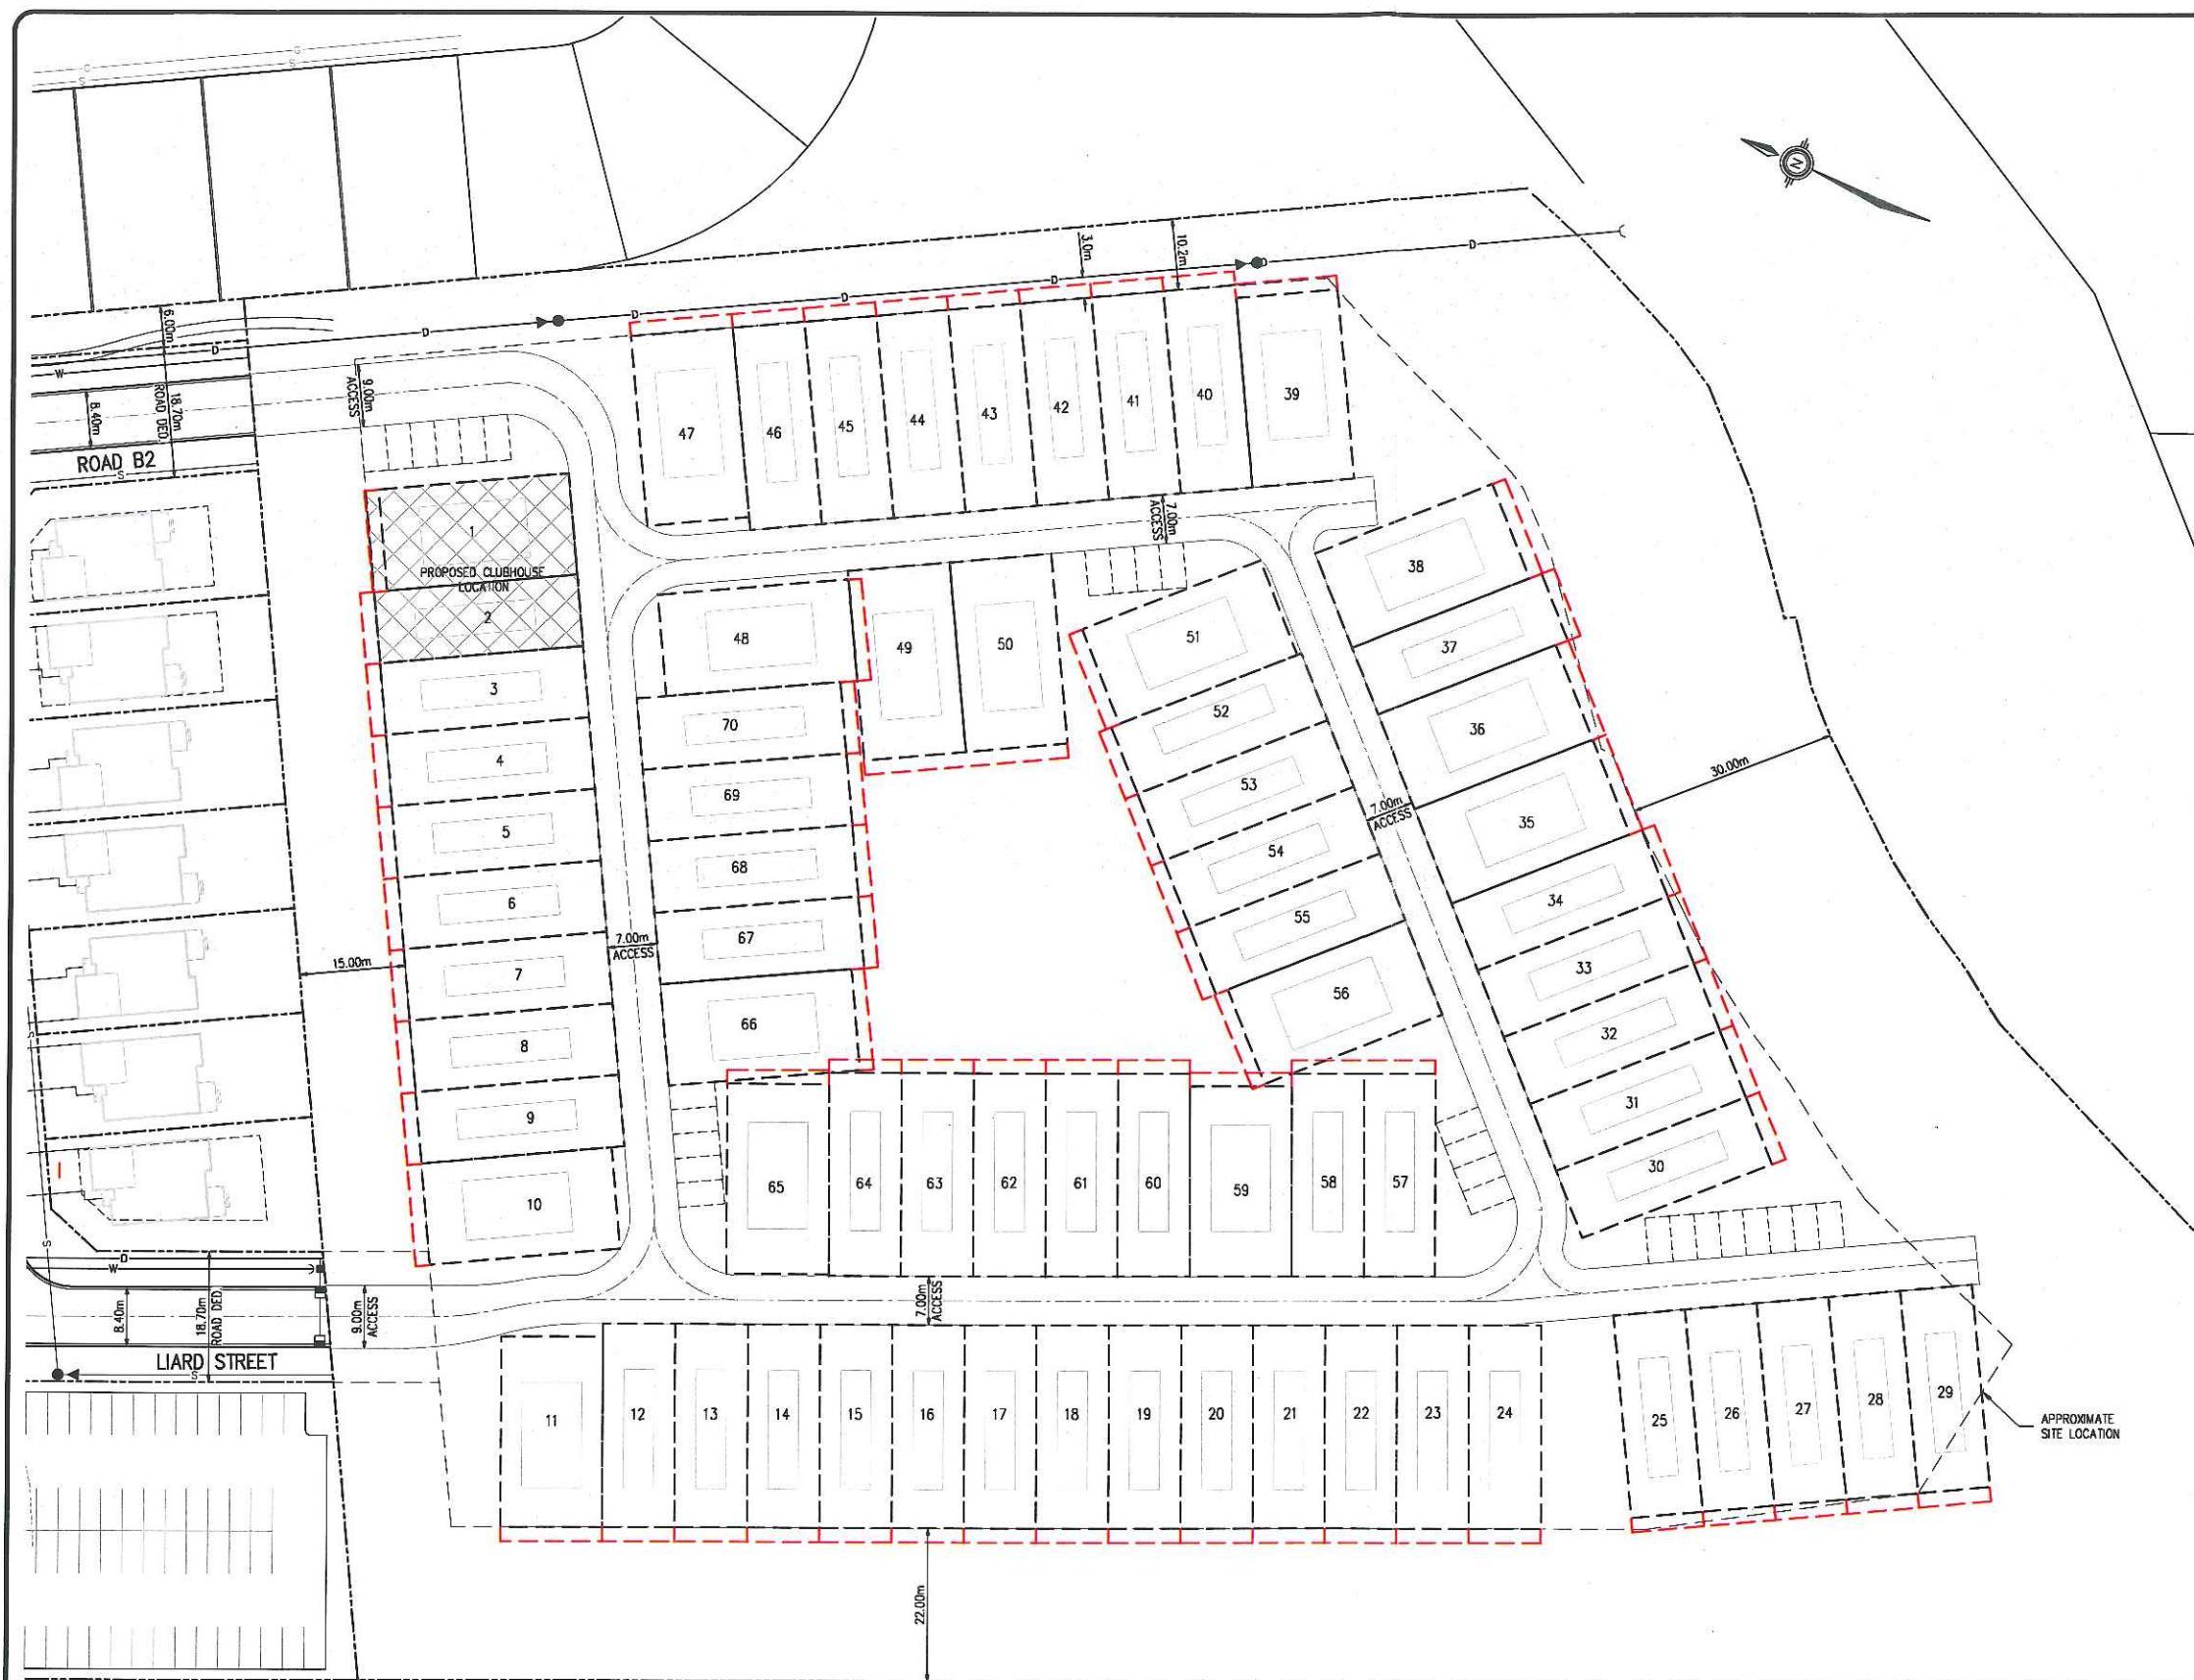 G
S
S
N
3.0m
10.2m
D
D
D
D
D
D
W
6.00m
18.70m
ROAD DED.
8.40m
9.00m
ACCESS
ROAD B2
S
47
46
45
44
43
42
41
40
39
7.00m
ACCESS
1
PROPOSED CLUBHOUSE
LOCATION
2
3
4
5
6
7
8
9
10
48
49
50
70
69
68
67
66
51
52
53
54
55
56
38
37
36
35
34
33
32
31
30
30.00m
7.00m
ACCESS
15.00m
7.00m
ACCESS
65
64
63
62
61
60
59
58
57
S
S
D
W
8.40m
18.70m
ROAD DED.
9.00m
ACCESS
7.00m
ACCESS
LIARD STREET
S
11
12
13
14
15
16
17
18
19
20
21
22
23
24
25
26
27
28
29
APPROXIMATE
SITE LOCATION
22.00m